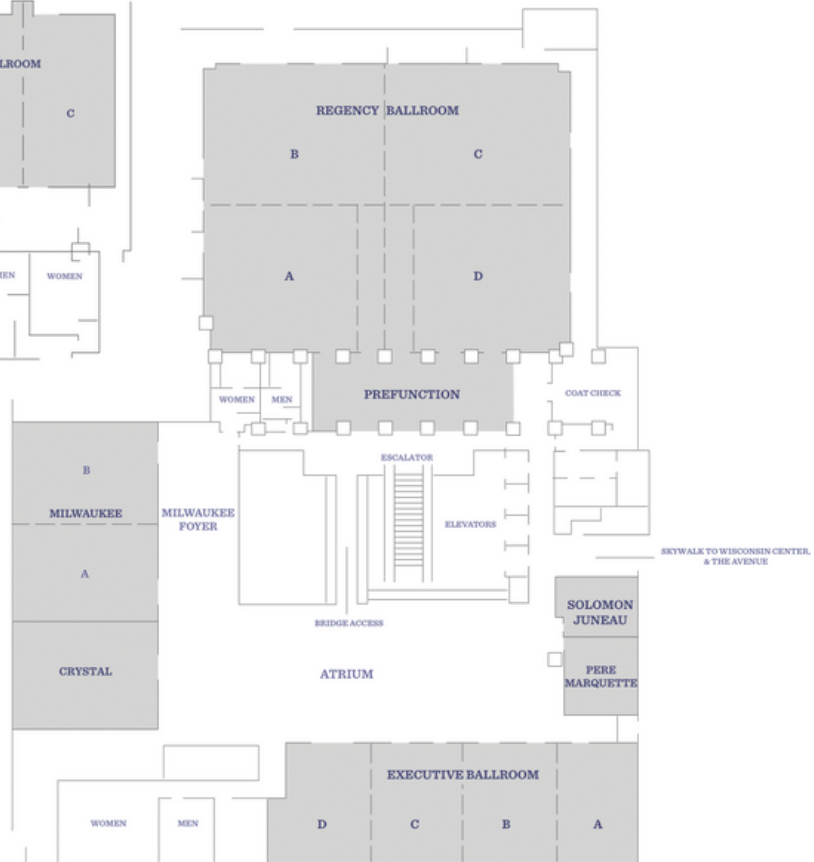 LROOM
C
REGENCY BALLROOM
B
C
A
D
WOMEN
WOMEN
MEN
PREFUNCTION
COAT CHECK
B
MILWAUKEE
A
MILWAUKEE
FOYER
ESCALATOR
ELEVATORS
SKYWALK TO WISCONSIN CENTER,
& THE AVENUE
BRIDGE ACCESS
SOLOMON
JUNEAU
PERE
MARQUETTE
CRYSTAL
ATRIUM
EXECUTIVE BALLROOM
WOMEN
MEN
D
C
B
A